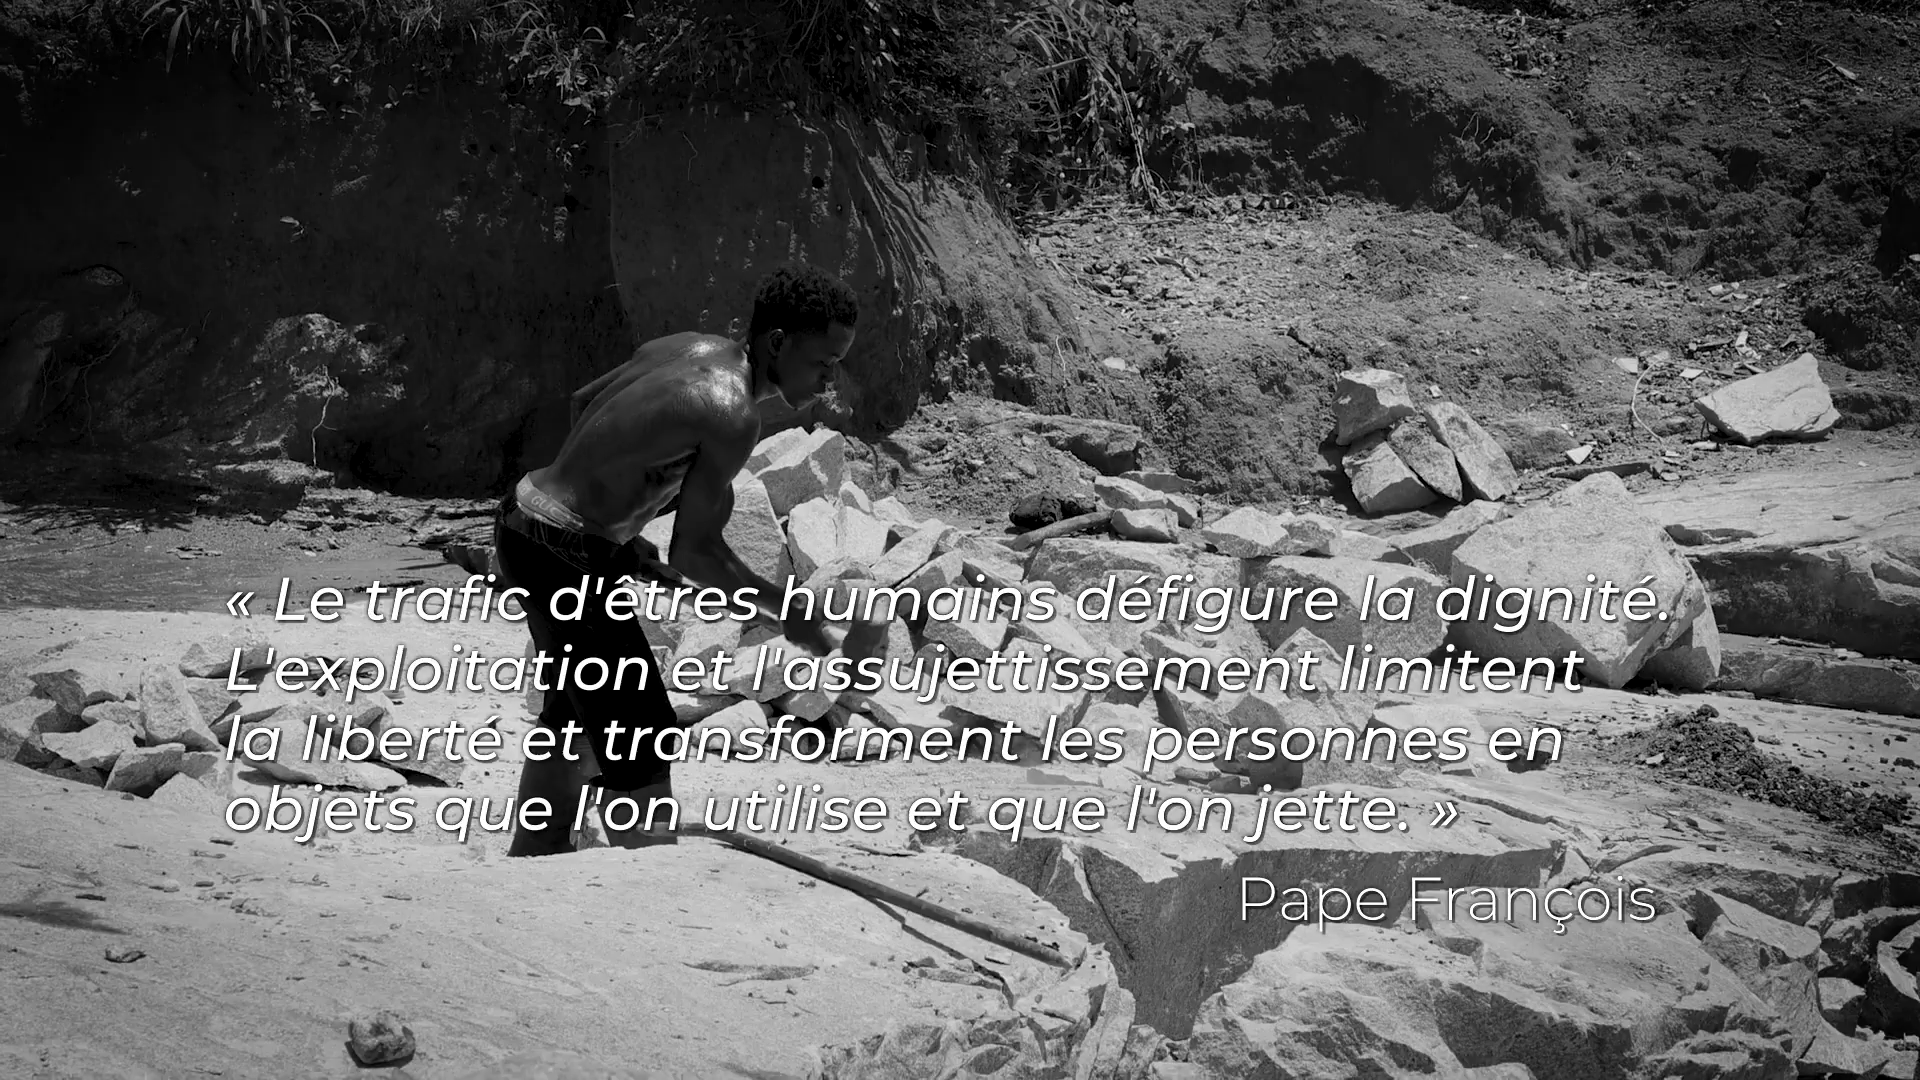 « Le trafic d'êtres humains défigure la dignité.
L'exploitation et l'assujettissement limitent
la liberté et transforment les personnes en
objets que l'on utilise et que l'on jette. »
Pape François